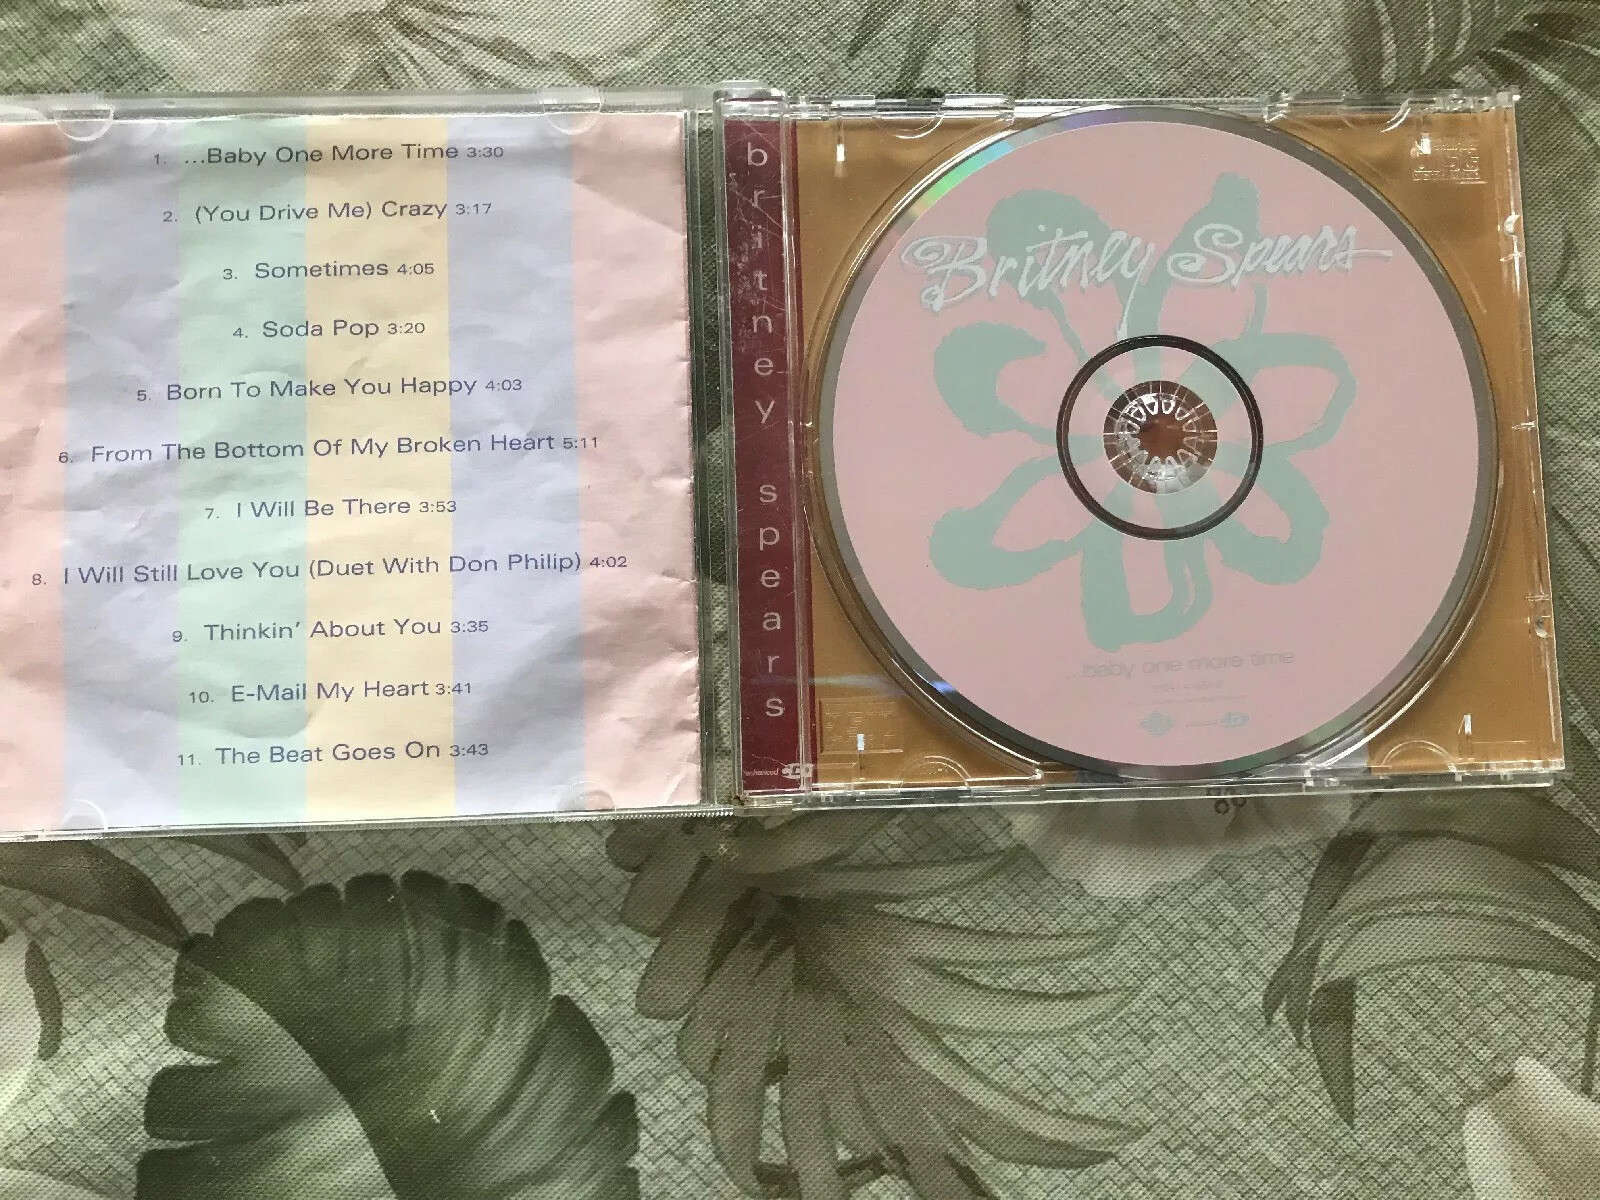 1. ...Baby One More Time 3:30
2. (You Drive Me) Crazy 3:17
3. Sometimes 4:05
4. Soda Pop 3:20
5. Born To Make You Happy 4:03
6. From The Bottom Of My Broken Heart 5:11
7. I Will Be There 3:53
8. I Will Still Love You (Duet With Don Philip) 4:02
9. Thinkin' About You 3:35
10. E-Mail My Heart 3:41
11. The Beat Goes On 3:43
britney spears
enhanced CD
Britney Spears
...baby one more time